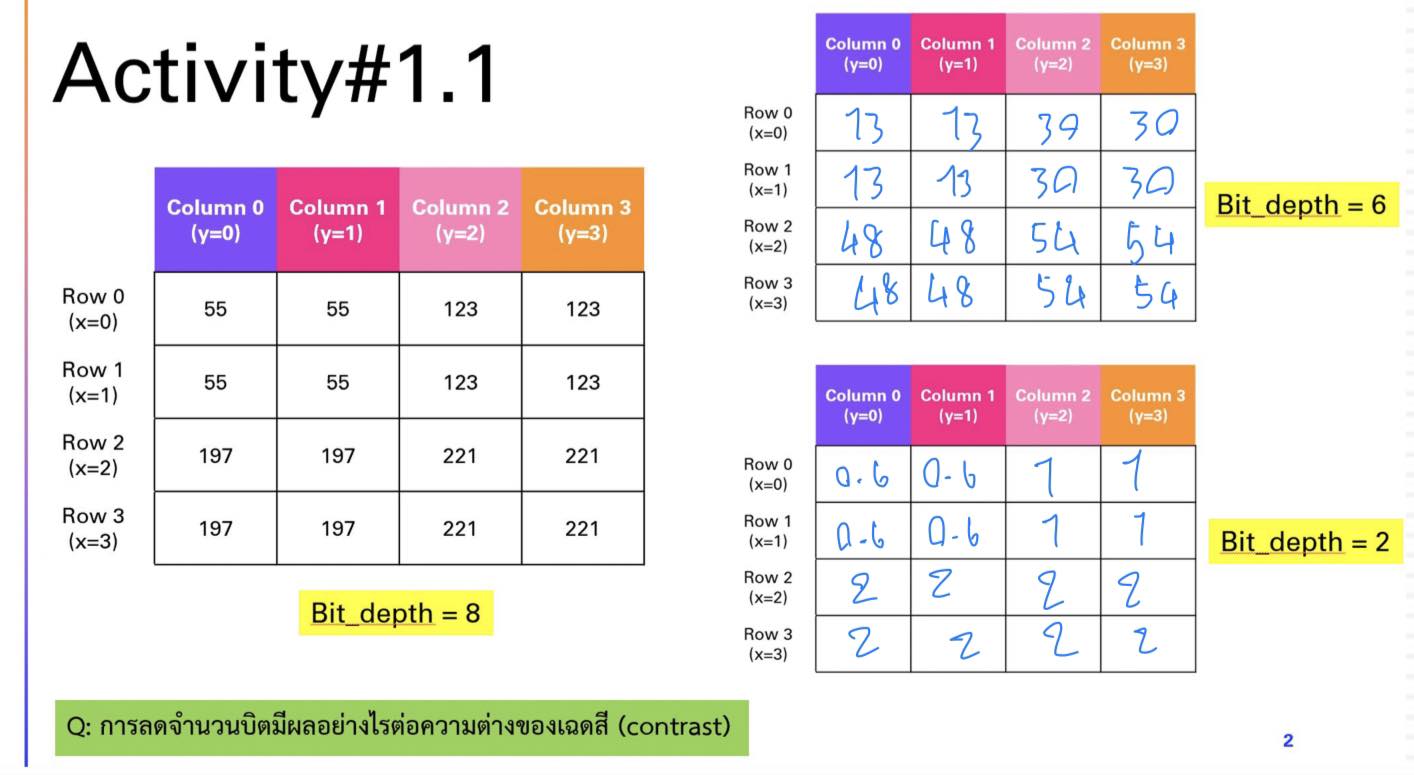 Activity#1.1
Column 0 Column 1 Column 2 Column 3
(y=0) (y=1) (y=2) (y=3)
Row 0
(x=0) 55 55 123 123
Row 1
(x=1) 55 55 123 123
Row 2
(x=2) 197 197 221 221
Row 3
(x=3) 197 197 221 221
Bit_depth = 8
Column 0 Column 1 Column 2 Column 3
(y=0) (y=1) (y=2) (y=3)
Row 0
(x=0) 13 13 30 30
Row 1
(x=1) 13 13 30 30
Row 2
(x=2) 48 48 54 54
Row 3
(x=3) 48 48 54 54
Bit_depth = 6
Column 0 Column 1 Column 2 Column 3
(y=0) (y=1) (y=2) (y=3)
Row 0
(x=0) 0.6 0.6 1 1
Row 1
(x=1) 0.6 0.6 1 1
Row 2
(x=2) 2 2 2 2
Row 3
(x=3) 2 2 2 2
Bit_depth = 2
Q: การลดจำนวนบิตมีผลอย่างไรต่อความต่างของเฉดสี (contrast)
2